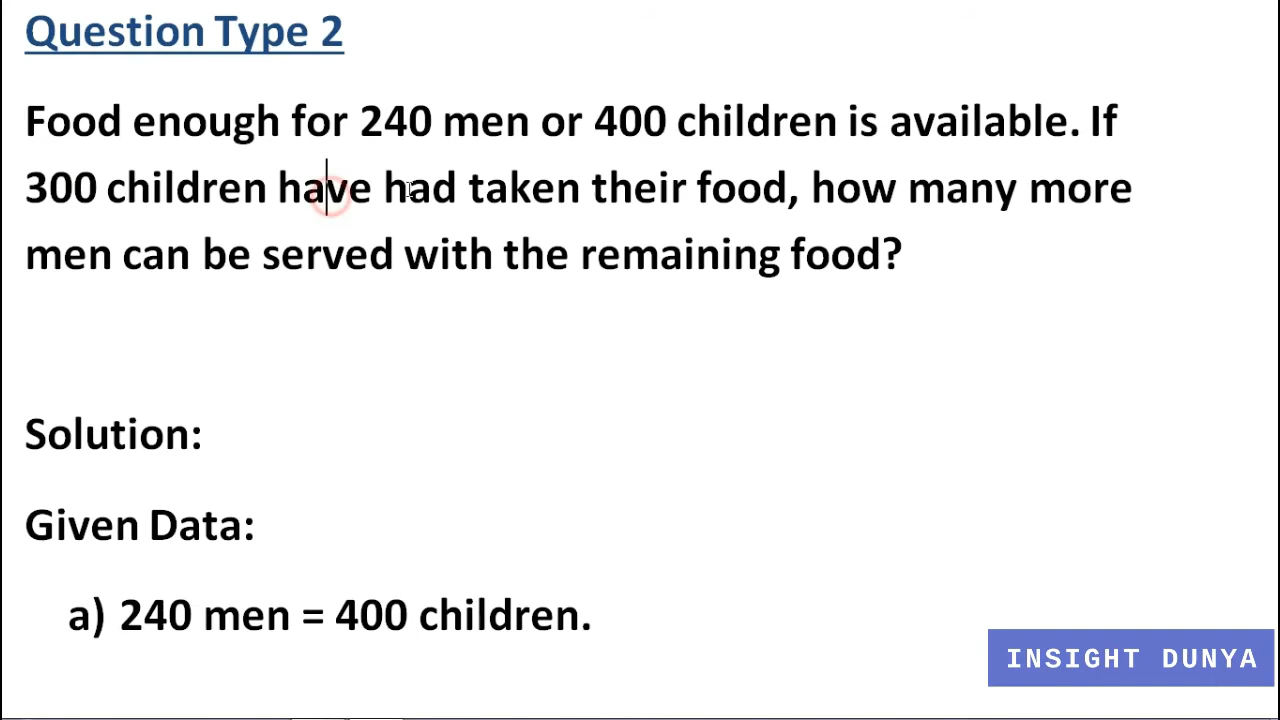 Question Type 2
Food enough for 240 men or 400 children is available. If
300 children have had taken their food, how many more
men can be served with the remaining food?
Solution:
Given Data:
a) 240 men = 400 children.
INSIGHT DUNYA